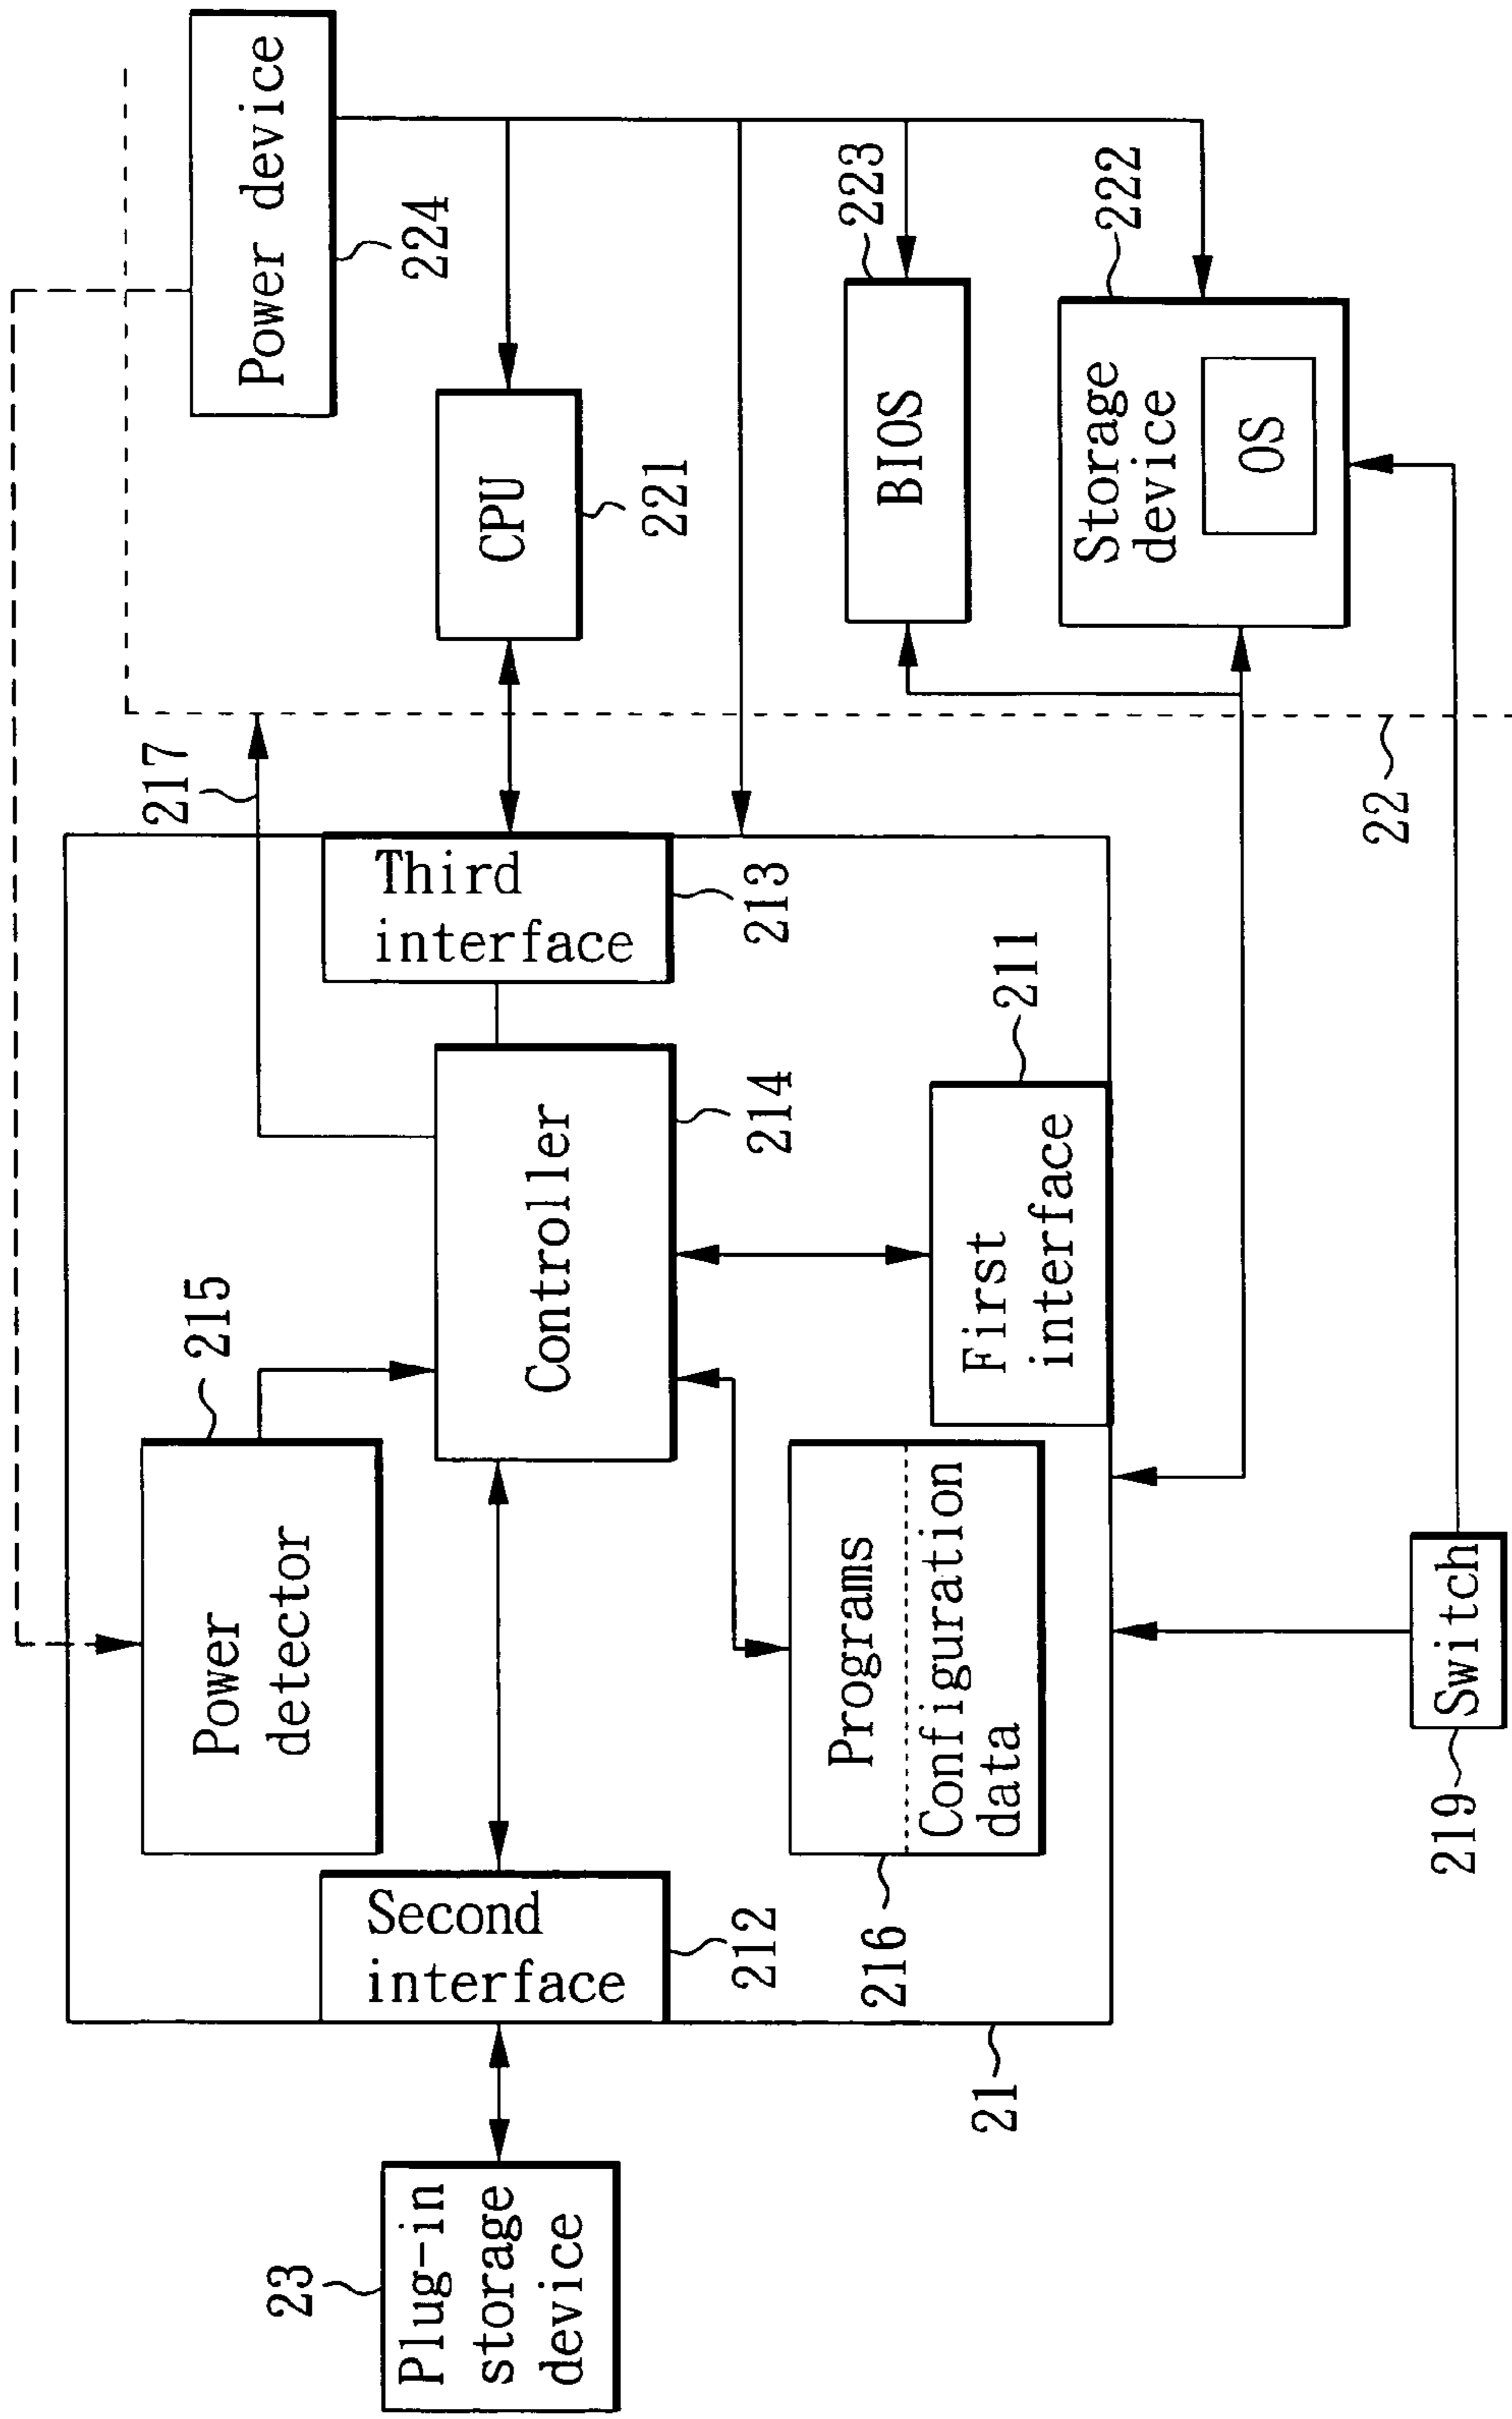 23
Plug-in
storage
device
Second
interface
212
21
Power
detector
215
Programs
Configuration
data
216
Controller
214
First
interface
211
Third
interface
213
217
219
Switch
22
CPU
221
BIOS
223
Storage
device
OS
222
Power device
224